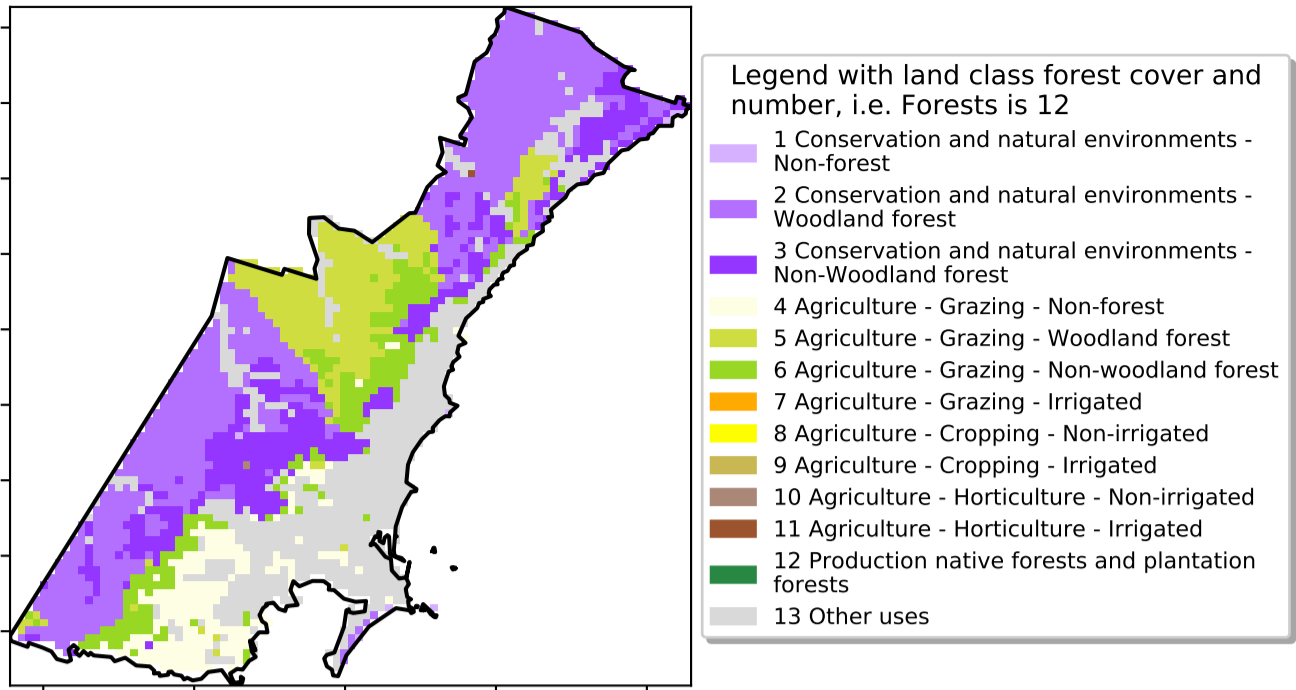 Legend with land class forest cover and
number, i.e. Forests is 12
1 Conservation and natural environments -
Non-forest
2 Conservation and natural environments -
Woodland forest
3 Conservation and natural environments -
Non-Woodland forest
4 Agriculture - Grazing - Non-forest
5 Agriculture - Grazing - Woodland forest
6 Agriculture - Grazing - Non-woodland forest
7 Agriculture - Grazing - Irrigated
8 Agriculture - Cropping - Non-irrigated
9 Agriculture - Cropping - Irrigated
10 Agriculture - Horticulture - Non-irrigated
11 Agriculture - Horticulture - Irrigated
12 Production native forests and plantation
forests
13 Other uses